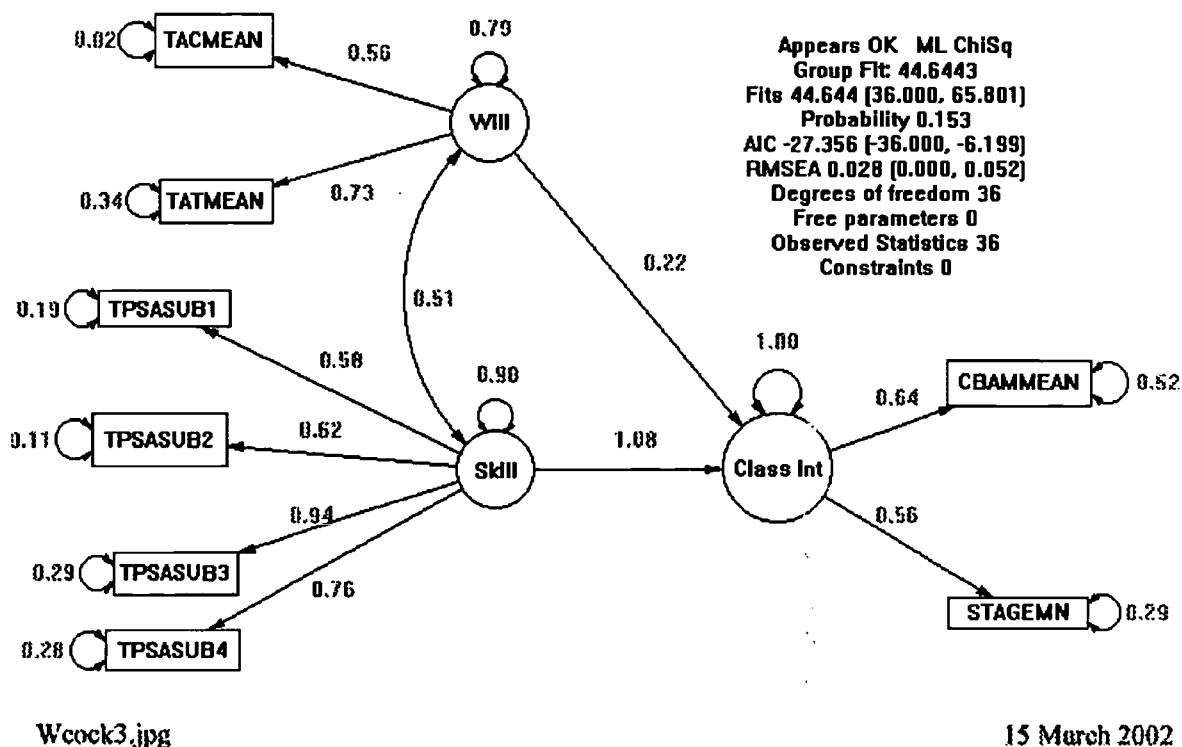 0.02 TACMEAN 0.56 0.79
Will
0.34 TATMEAN 0.73
Appears OK ML ChiSq
Group Fit: 44.6443
Fits 44.644 (36.000, 65.801)
Probability 0.153
AIC -27.356 (-36.000, -6.199)
RMSEA 0.028 (0.000, 0.052)
Degrees of freedom 36
Free parameters 0
Observed Statistics 36
Constraints 0
0.22
0.51
0.19 TPSASUB1 0.58
0.90
1.00
0.11 TPSASUB2 0.62
Skill
1.08
Class Int
0.64 CBAMMEAN 0.52
0.94
0.29 TPSASUB3
0.76
0.28 TPSASUB4
0.56
STAGEMN 0.29
Wcock3.jpg
15 March 2002